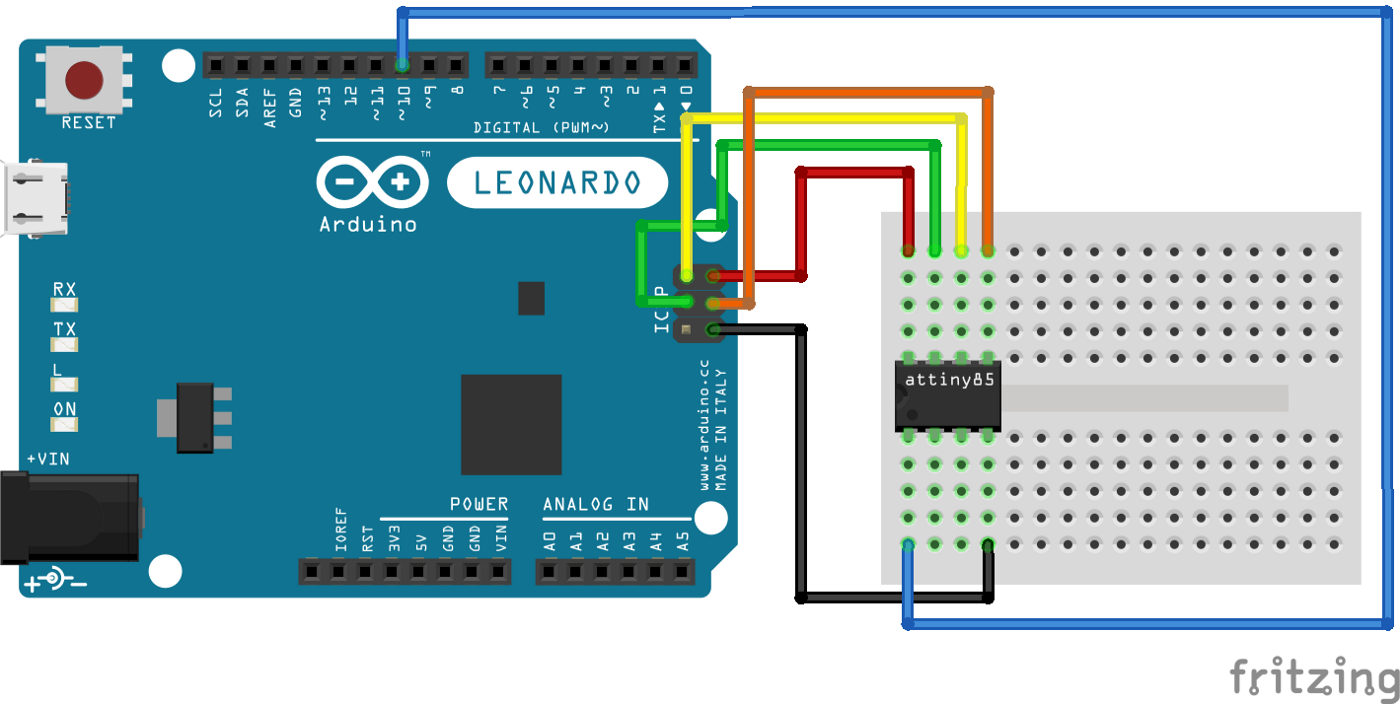 RESET
SCL
SDA
AREF
GND
~13
12
~11
~10
~9
8
7
~6
~5
4
~3
2
TX▶1
◀0
DIGITAL (PWM~)
TM
LEONARDO
Arduino
RX
TX
L
ON
ICSP
attiny85
www.arduino.cc
MADE IN ITALY
+VIN
POWER
ANALOG IN
IOREF
RST
3V3
5V
GND
GND
VIN
A0
A1
A2
A3
A4
A5
+ −
fritzing